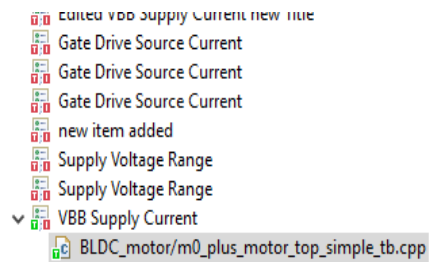 Edited VBB Supply Current new Title
Gate Drive Source Current
Gate Drive Source Current
Gate Drive Source Current
new item added
Supply Voltage Range
Supply Voltage Range
VBB Supply Current
BLDC_motor/m0_plus_motor_top_simple_tb.cpp